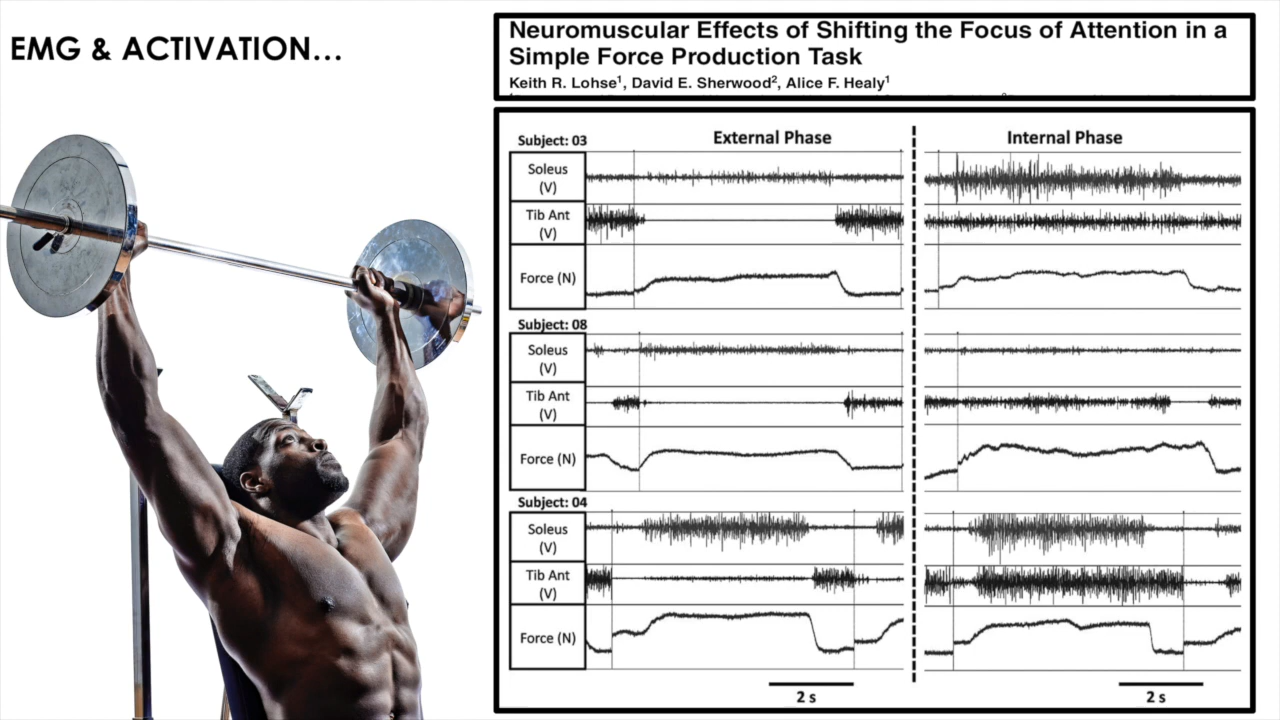 EMG & ACTIVATION…
Neuromuscular Effects of Shifting the Focus of Attention in a
Simple Force Production Task
Keith R. Lohse¹, David E. Sherwood², Alice F. Healy¹
External Phase
Internal Phase
Subject: 03
Soleus
(V)
Tib Ant
(V)
Force (N)
Subject: 08
Soleus
(V)
Tib Ant
(V)
Force (N)
Subject: 04
Soleus
(V)
Tib Ant
(V)
Force (N)
2 s
2 s